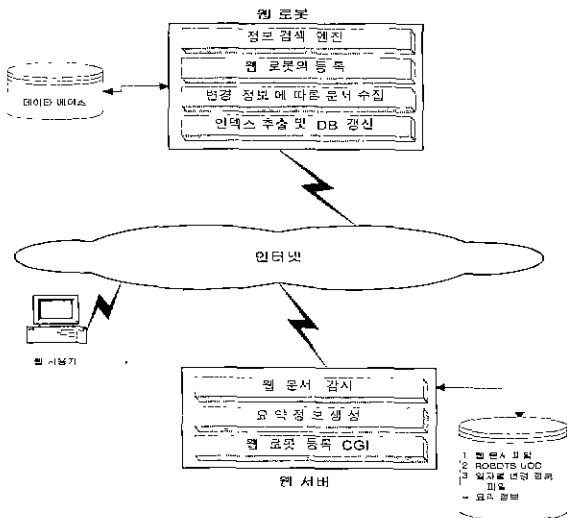 웹 로봇
정보 검색 엔진
웹 로봇의 등록
변경 정보에 따른 문서 수집
인덱스 추출 및 DB 갱신
데이타 베이스
인터넷
웹 사용자
웹 문서 감시
요약정보생성
웹 로봇 등록 CGI
웹 서버
1 웹 문서 파일
2 ROBOTS
3 일자별 변경 정보
파일
요약 정보